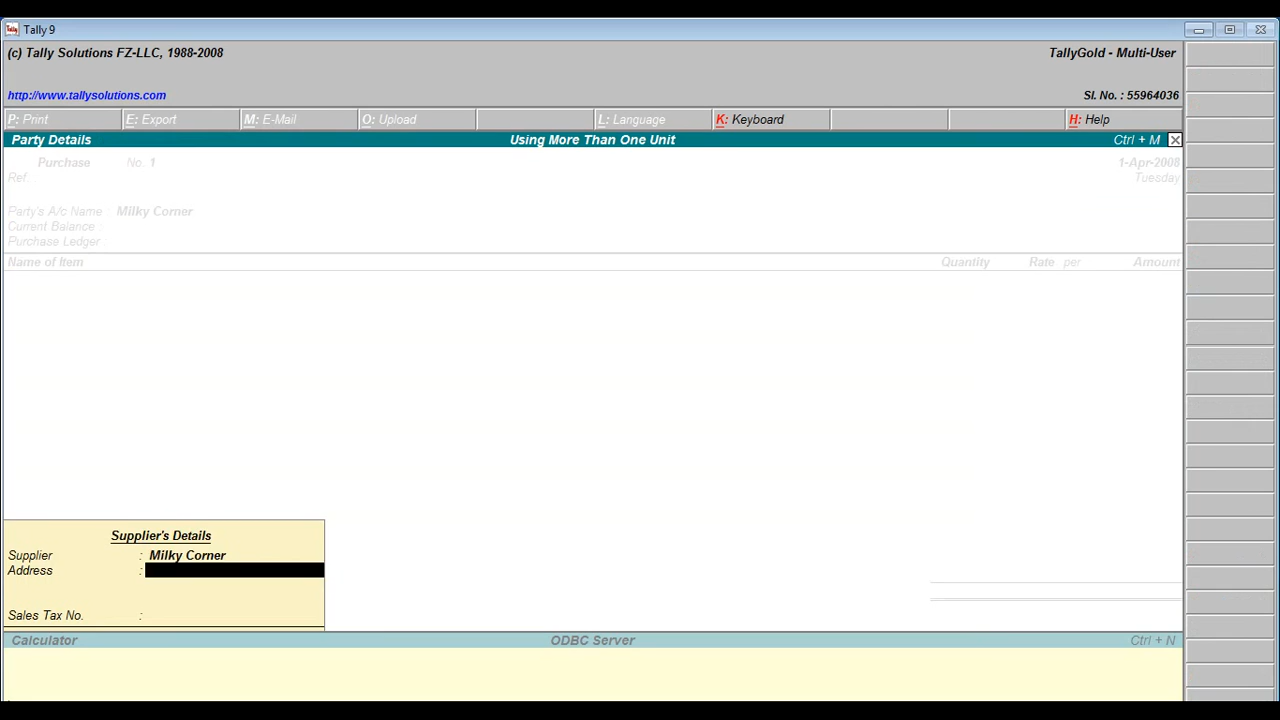 Tally 9
(c) Tally Solutions FZ-LLC, 1988-2008 TallyGold - Multi-User
http://www.tallysolutions.com Sl. No. : 55964036
P: Print E: Export M: E-Mail O: Upload L: Language K: Keyboard H: Help
Party Details Using More Than One Unit Ctrl + M
Purchase No. 1 1-Apr-2008
Ref Tuesday
Party's A/c Name : Milky Corner
Current Balance :
Purchase Ledger :
Name of Item Quantity Rate per Amount
Supplier's Details
Supplier : Milky Corner
Address :
Sales Tax No. :
Calculator ODBC Server Ctrl + N